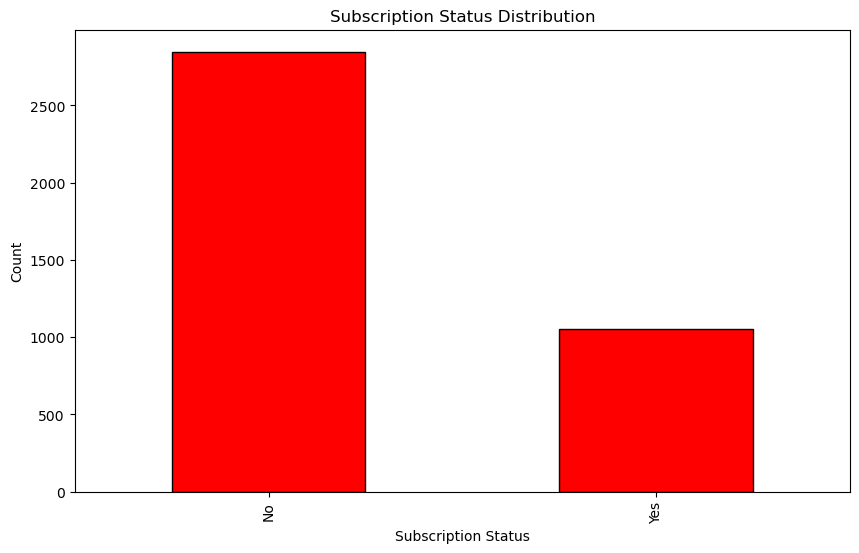 Subscription Status Distribution
2500
2000
1500
1000
500
0
Count
No
Yes
Subscription Status